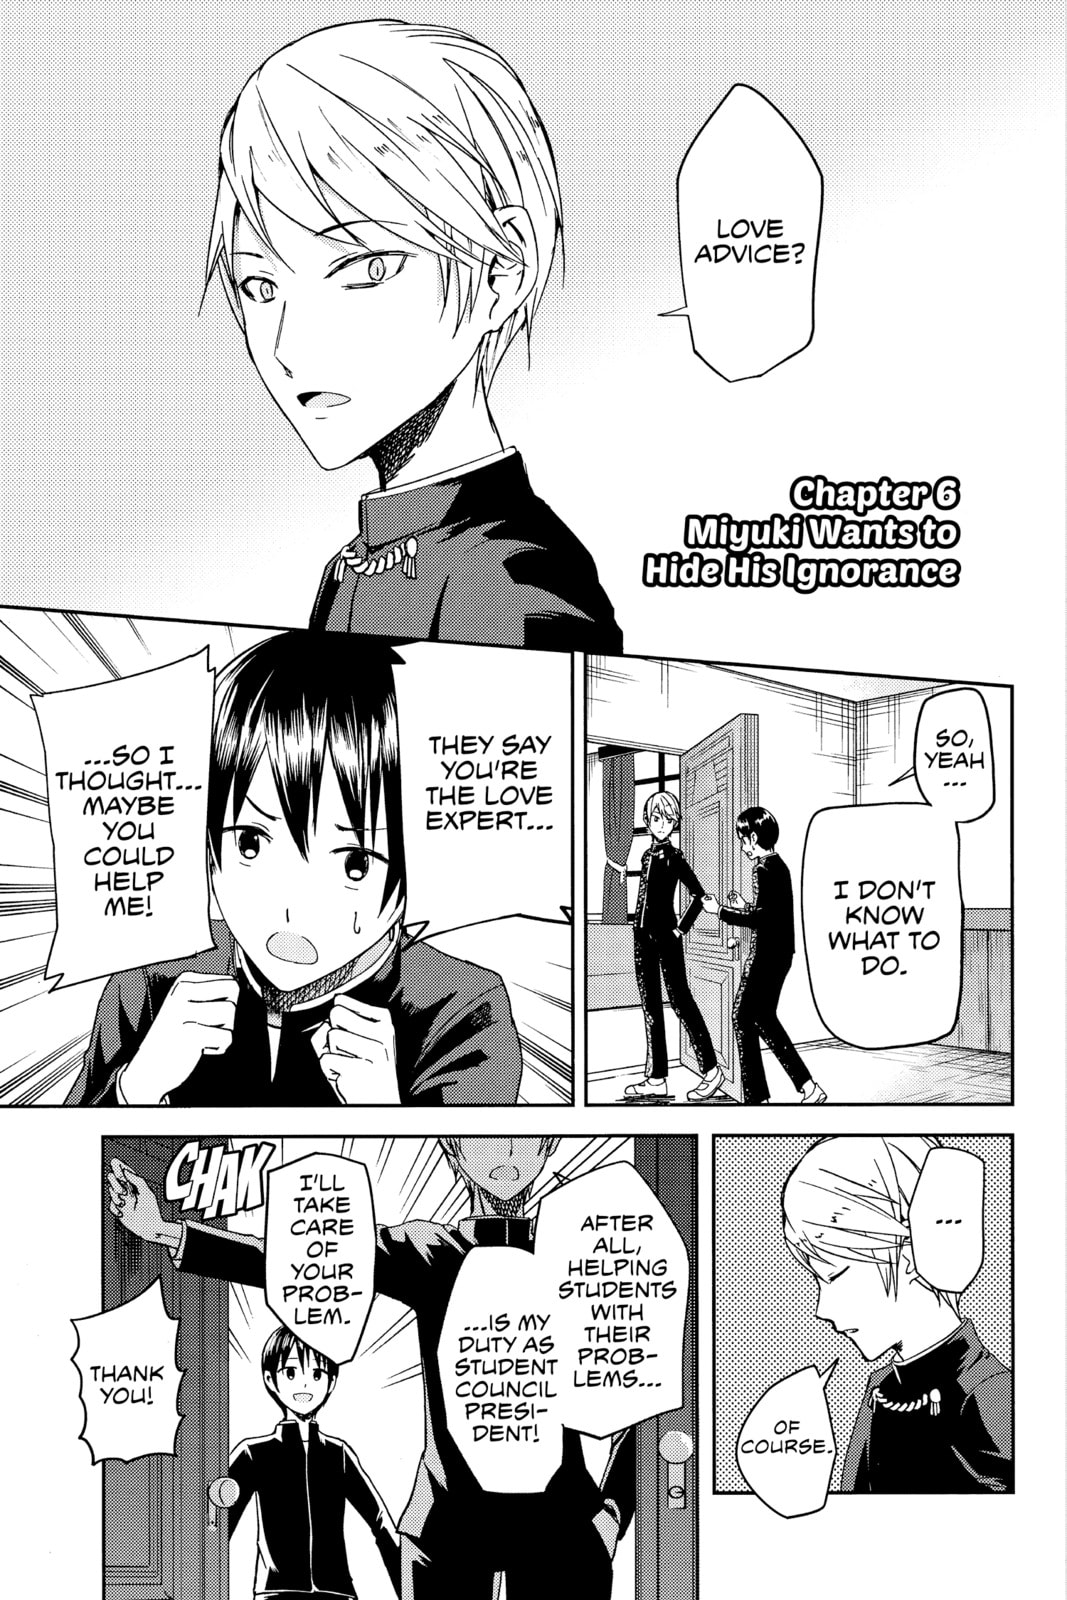 LOVE
ADVICE?
Chapter 6
Miyuki Wants to
Hide His Ignorance
SO,
YEAH
...
I DON'T
KNOW
WHAT TO
DO.
THEY SAY
YOU'RE
THE LOVE
EXPERT...
...SO I
THOUGHT...
MAYBE
YOU
COULD
HELP
ME!
...
OF
COURSE.
AFTER
ALL,
HELPING
STUDENTS
WITH
THEIR
PROB-
LEMS...
...IS MY
DUTY AS
STUDENT
COUNCIL
PRESI-
DENT!
I'LL
TAKE
CARE
OF
YOUR
PROB-
LEM.
CHAK
THANK
YOU!